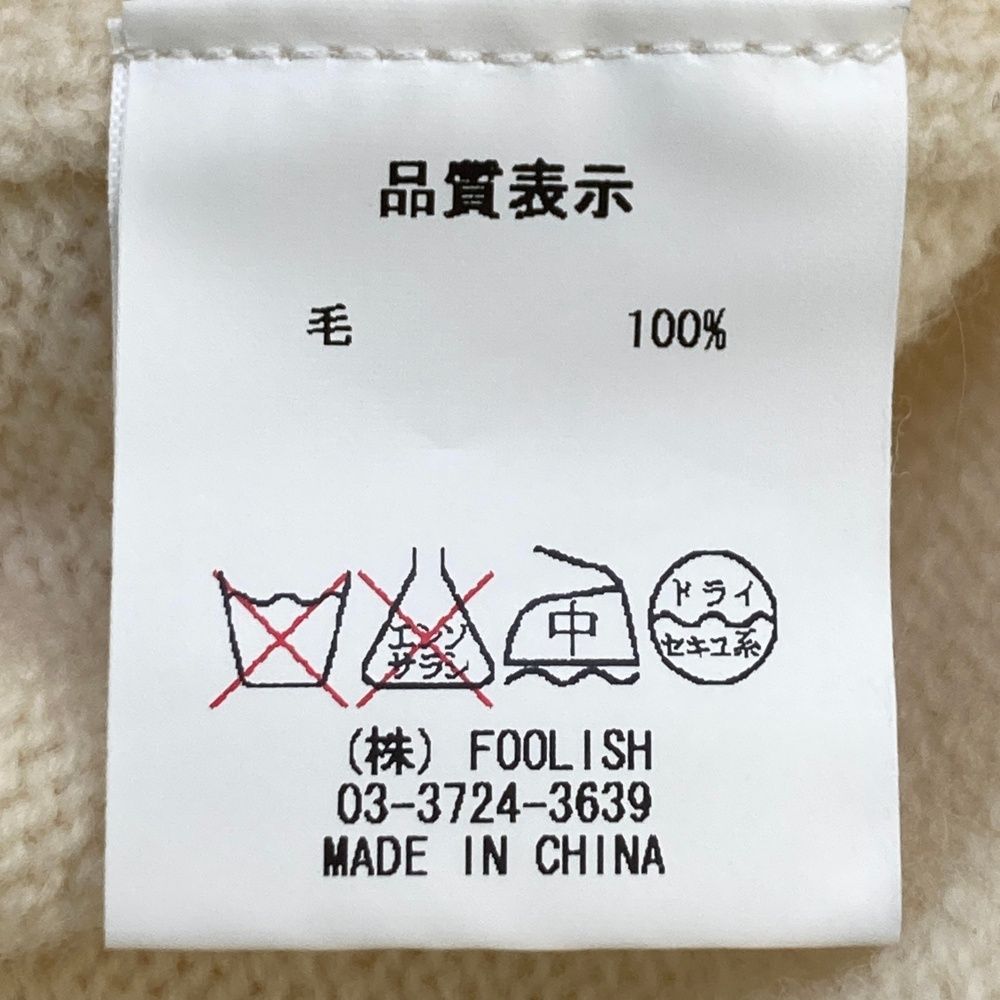 品質表示
毛 100%
エンソ
サラシ
中
ドライ
セキユ系
(株) FOOLISH
03-3724-3639
MADE IN CHINA